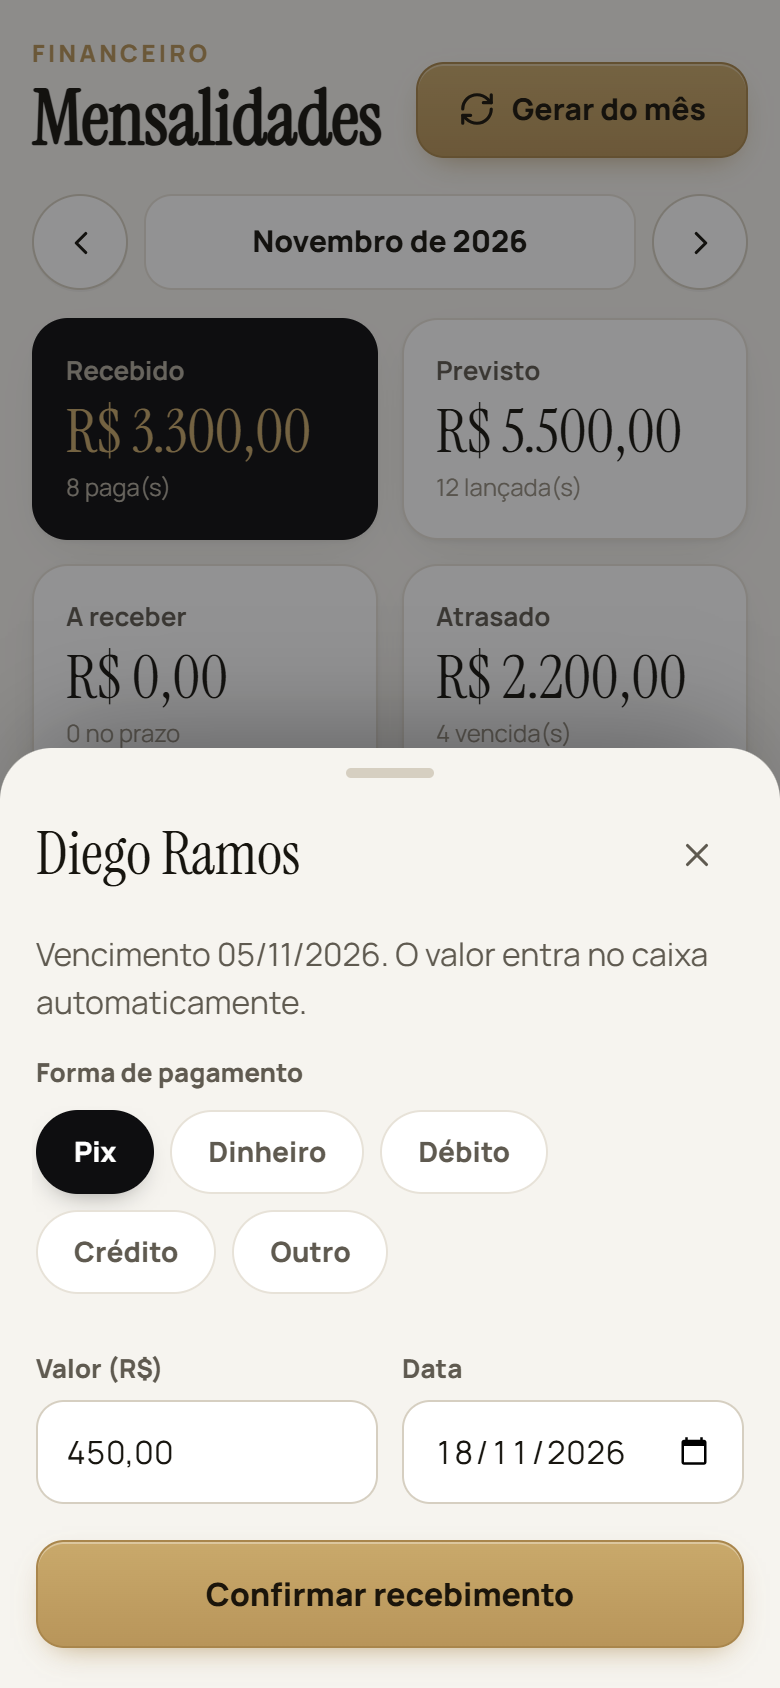 FINANCEIRO
Mensalidades
Gerar do mês
Novembro de 2026
Recebido
R$ 3.300,00
8 paga(s)
Previsto
R$ 5.500,00
12 lançada(s)
A receber
R$ 0,00
0 no prazo
Atrasado
R$ 2.200,00
4 vencida(s)
Diego Ramos
Vencimento 05/11/2026. O valor entra no caixa
automaticamente.
Forma de pagamento
Pix
Dinheiro
Débito
Crédito
Outro
Valor (R$)
450,00
Data
18/11/2026
Confirmar recebimento